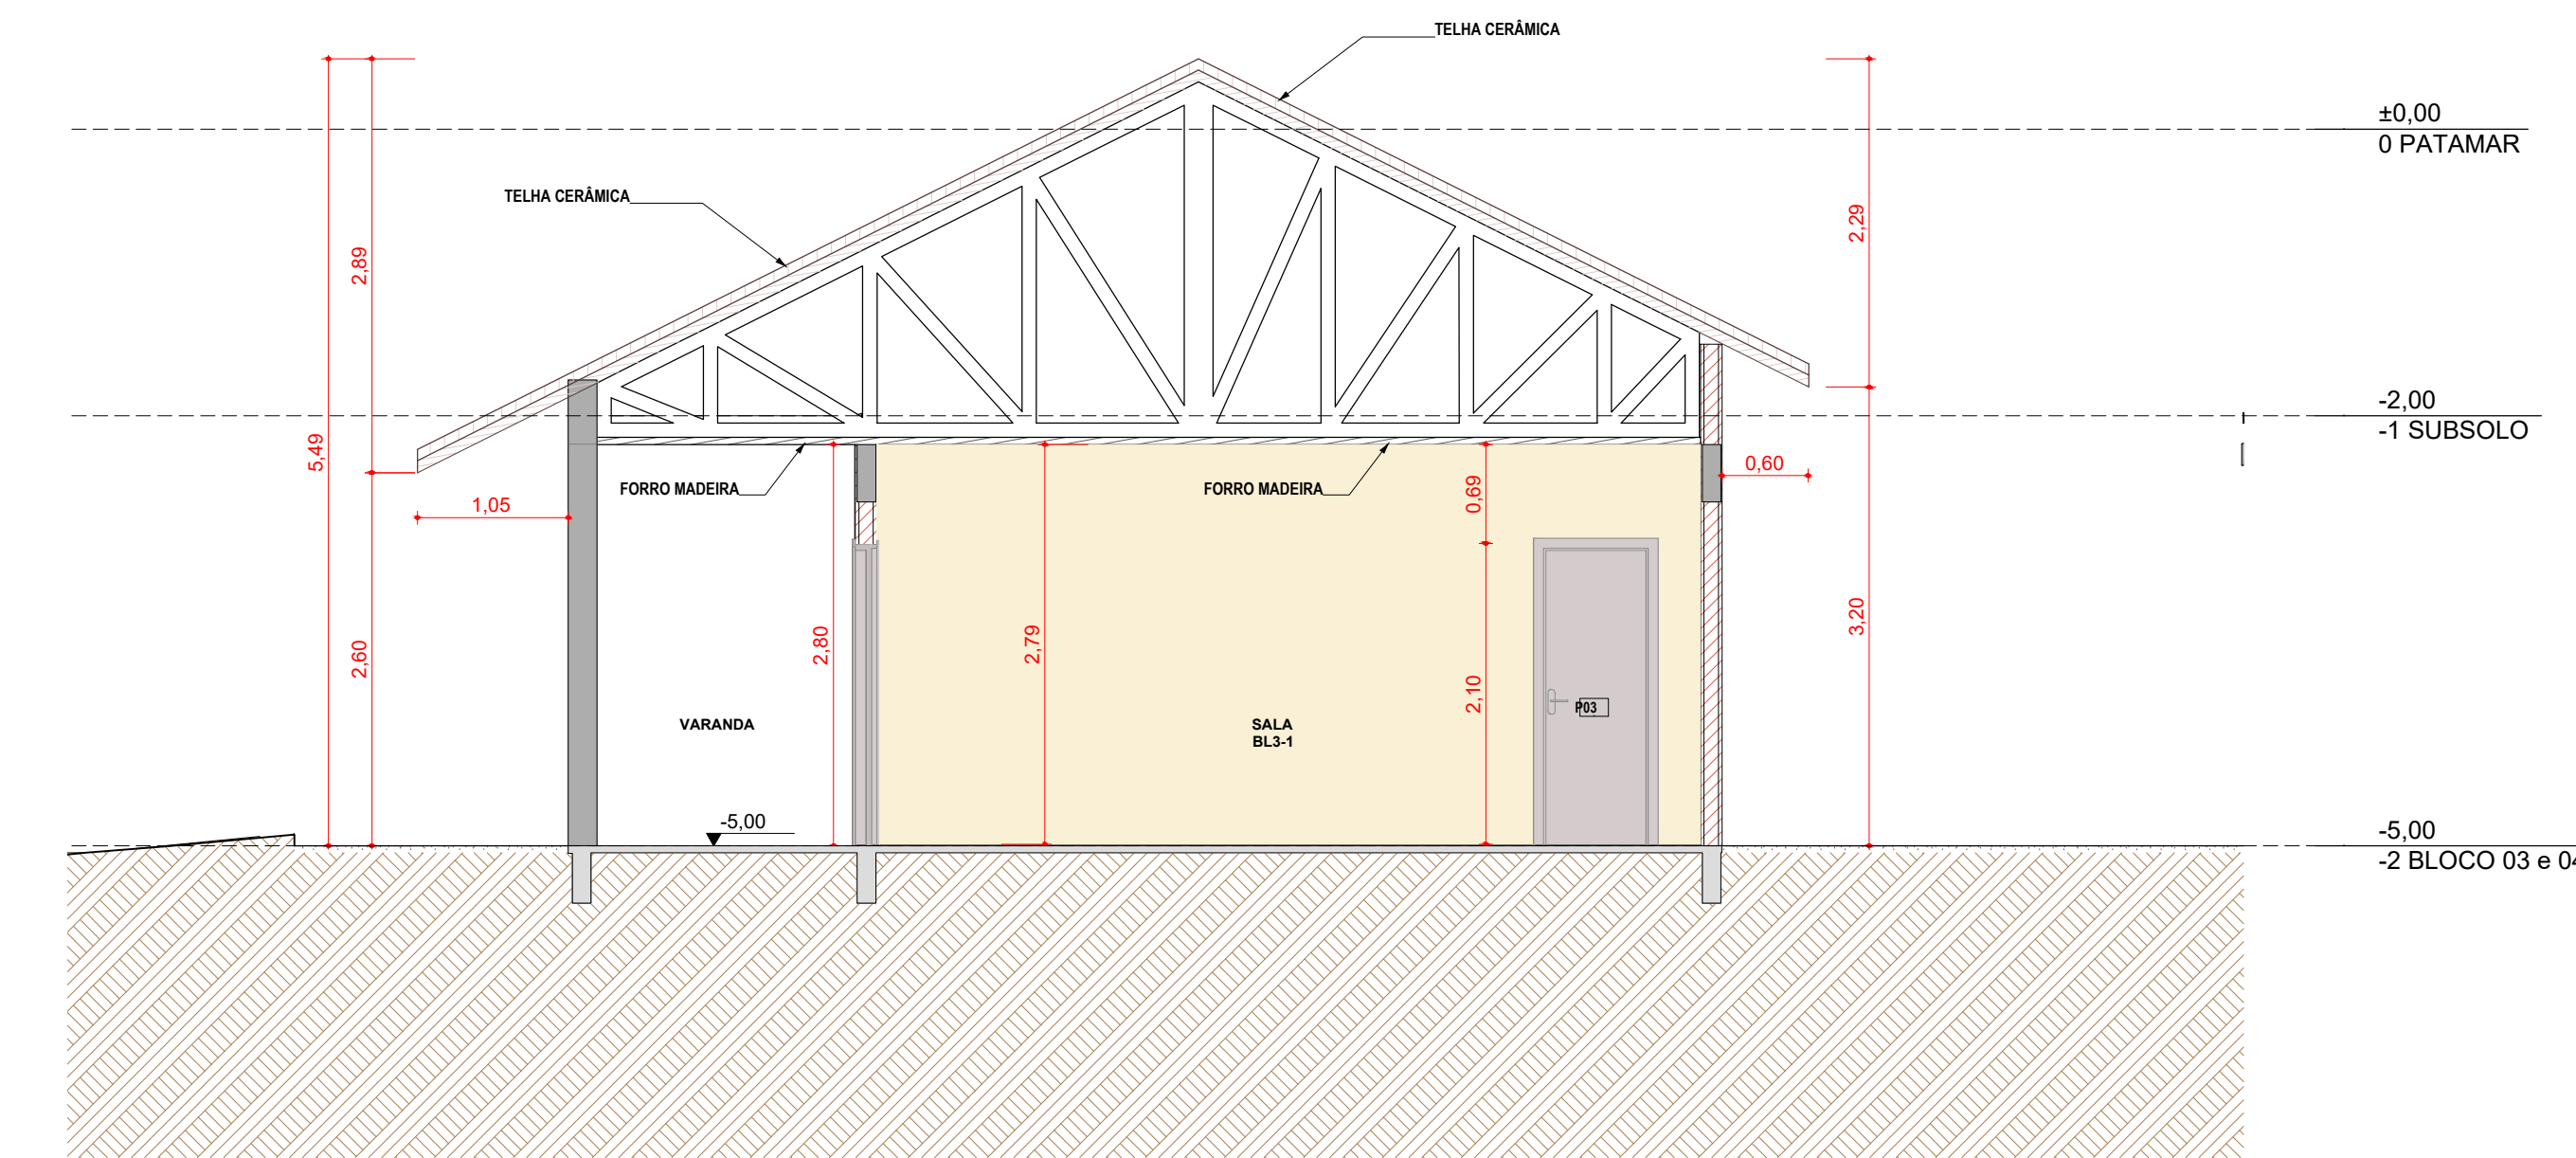 TELHA CERÂMICA
±0,00
0 PATAMAR
TELHA CERÂMICA
2,29
2,89
-2,00
-1 SUBSOLO
5,49
0,60
FORRO MADEIRA
FORRO MADEIRA
0,69
1,05
3,20
2,60
2,80
2,79
2,10
P03
VARANDA
SALA
BL3-1
-5,00
-5,00
-2 BLOCO 03 e 04